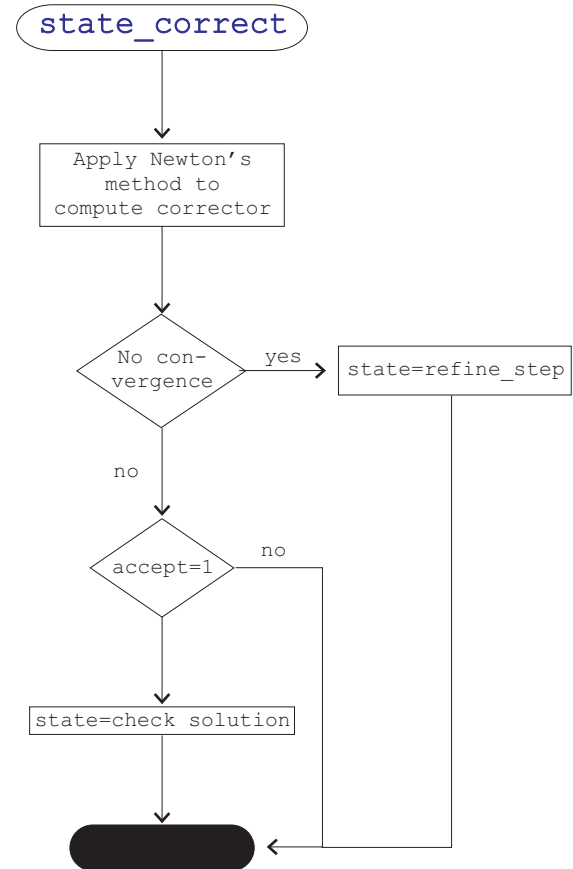 state_correct
Apply Newton's
method to
compute corrector
No con-
vergence
yes
state=refine_step
no
accept=1
no
state=check solution